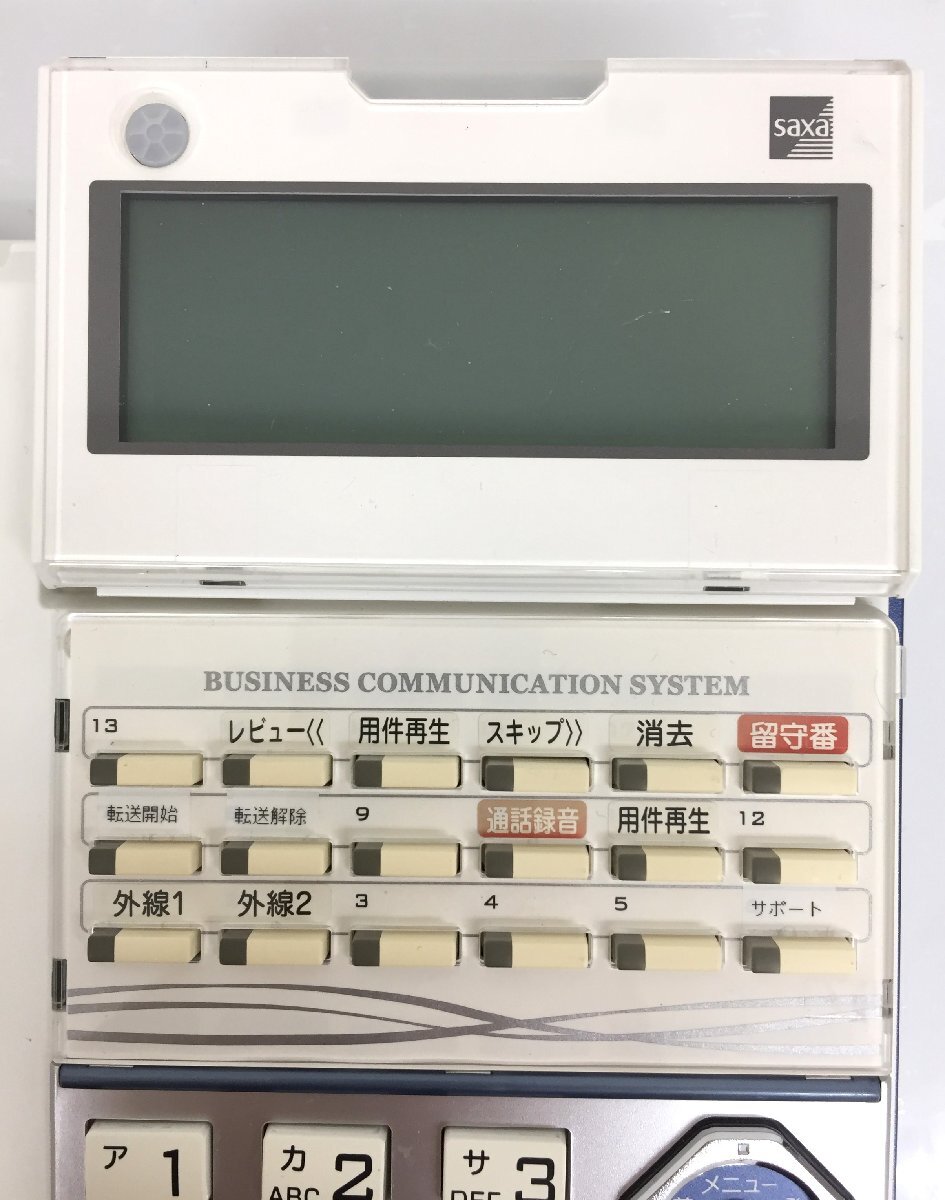 saxa
BUSINESS COMMUNICATION SYSTEM
13 レビュー《 用件再生 スキップ》 消去 留守番
転送開始 転送解除 9 通話録音 用件再生 12
外線1 外線2 3 4 5 サポート
ア 1 カ 2 サ 3 メニュー
ABC DEF